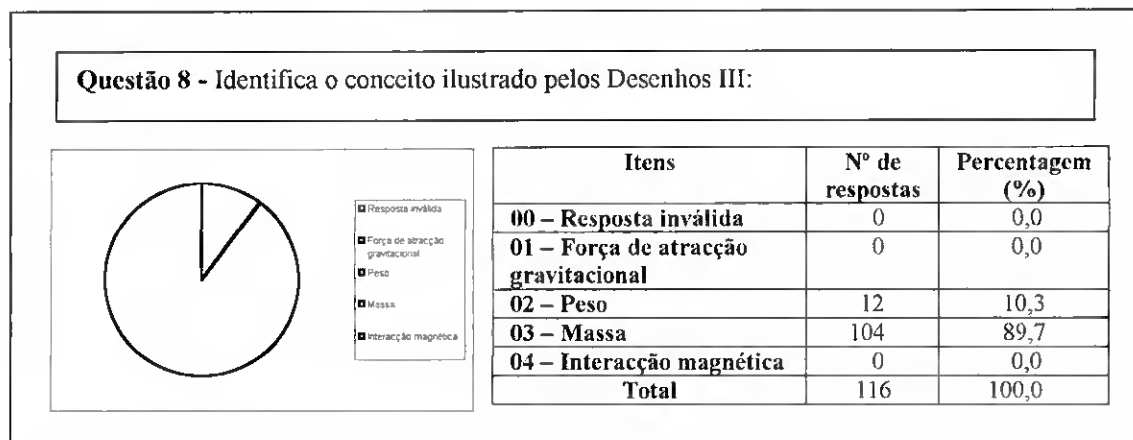 Questão 8 - Identifica o conceito ilustrado pelos Desenhos III:
Resposta inválida
Força de atracção
gravitacional
Peso
Massa
Interacção magnética
Itens Nº de respostas Percentagem (%)
00 – Resposta inválida 0 0,0
01 – Força de atracção gravitacional 0 0,0
02 – Peso 12 10,3
03 – Massa 104 89,7
04 – Interacção magnética 0 0,0
Total 116 100,0